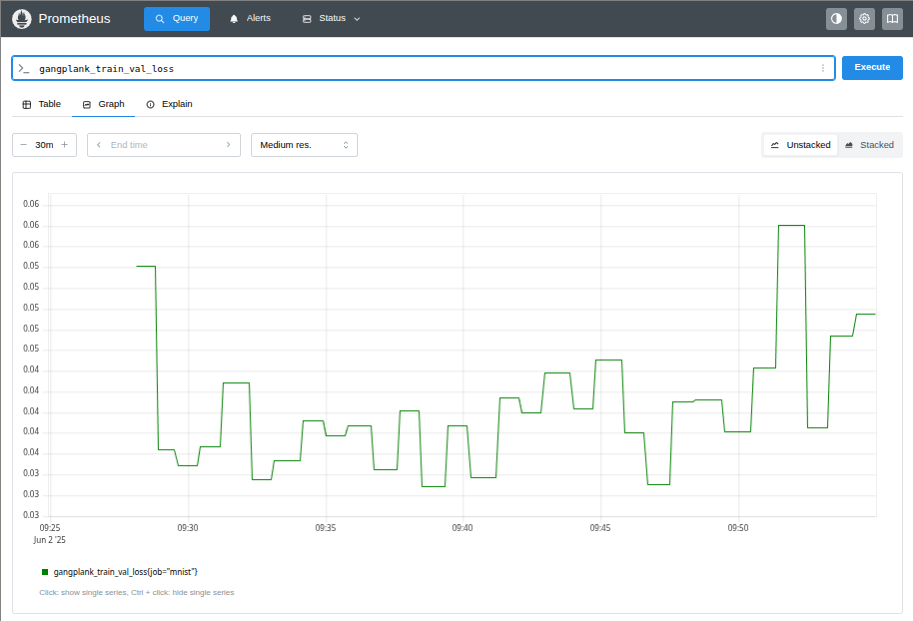 Prometheus Query Alerts Status
>_ gangplank_train_val_loss Execute
Table Graph Explain
− 30m + End time Medium res. Unstacked Stacked
0.06
0.06
0.06
0.05
0.05
0.05
0.05
0.05
0.04
0.04
0.04
0.04
0.04
0.03
0.03
0.03
09:25 09:30 09:35 09:40 09:45 09:50
Jun 2 '25
gangplank_train_val_loss{job="mnist"}
Click: show single series, Ctrl + click: hide single series